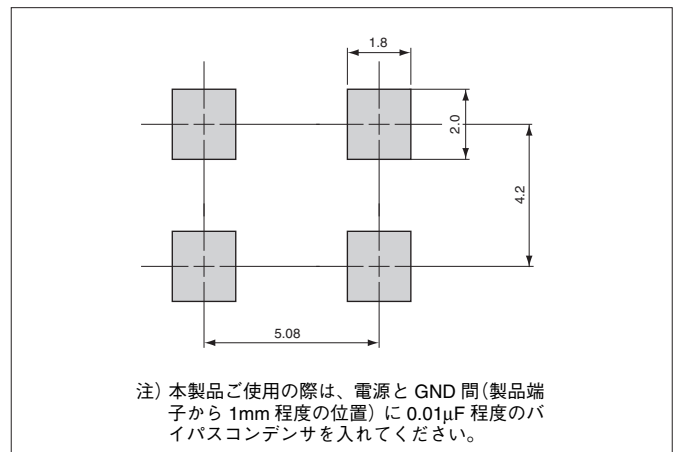 1.8
2.0
4.2
5.08
注）本製品ご使用の際は、電源と GND 間（製品端
子から 1mm 程度の位置）に 0.01μF 程度のバ
イパスコンデンサを入れてください。